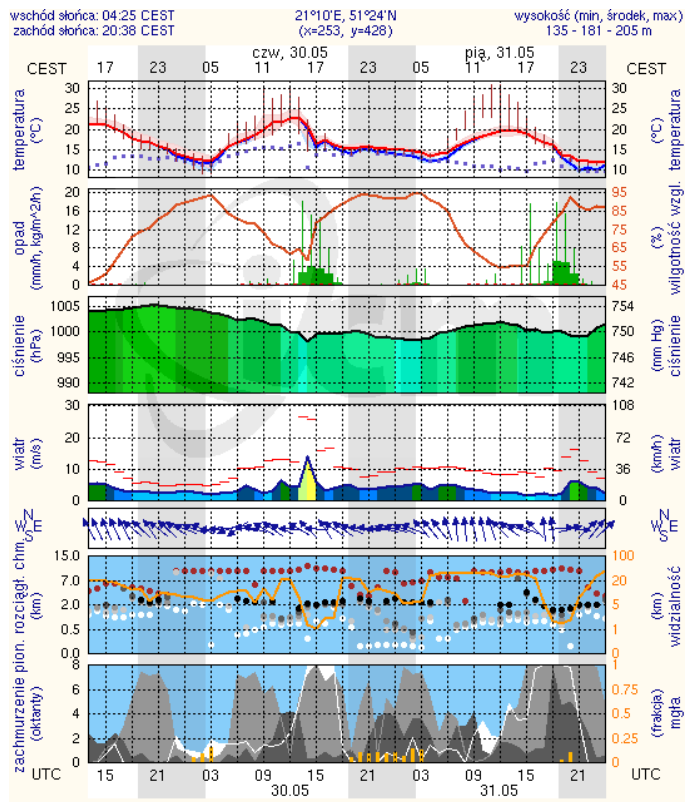 wschód słońca: 04:25 CEST
zachód słońca: 20:38 CEST
21°10'E, 51°24'N
(x=253, y=428)
wysokość (min, środek, max)
135 - 181 - 205 m
czw, 30.05
pią, 31.05
CEST 17 23 05 11 17 23 05 11 17 23 CEST
temperatura
(°C)
30
25
20
15
10
30
25
20
15
10
(°C)
temperatura
opad
(mm/h, kg/m^2/h)
20
16
12
8
4
0
95
85
75
65
55
45
(%)
wilgotność wzgl.
ciśnienie
(hPa)
1005
1000
995
990
754
750
746
742
(mm Hg)
ciśnienie
wiatr
(m/s)
30
20
10
0
108
72
36
0
(km/h)
wiatr
N
W E
S
N
W E
S
pion. rozciągł. chm.
(km)
15.0
7.0
2.0
0.5
0.0
100
20
5
1
0
(km)
widzialność
zachmurzenie
(oktanty)
8
6
4
2
0
1
0.75
0.5
0.25
0
(frakcja)
mgła
UTC 15 21 03 09 15 21 03 09 15 21 UTC
30.05
31.05